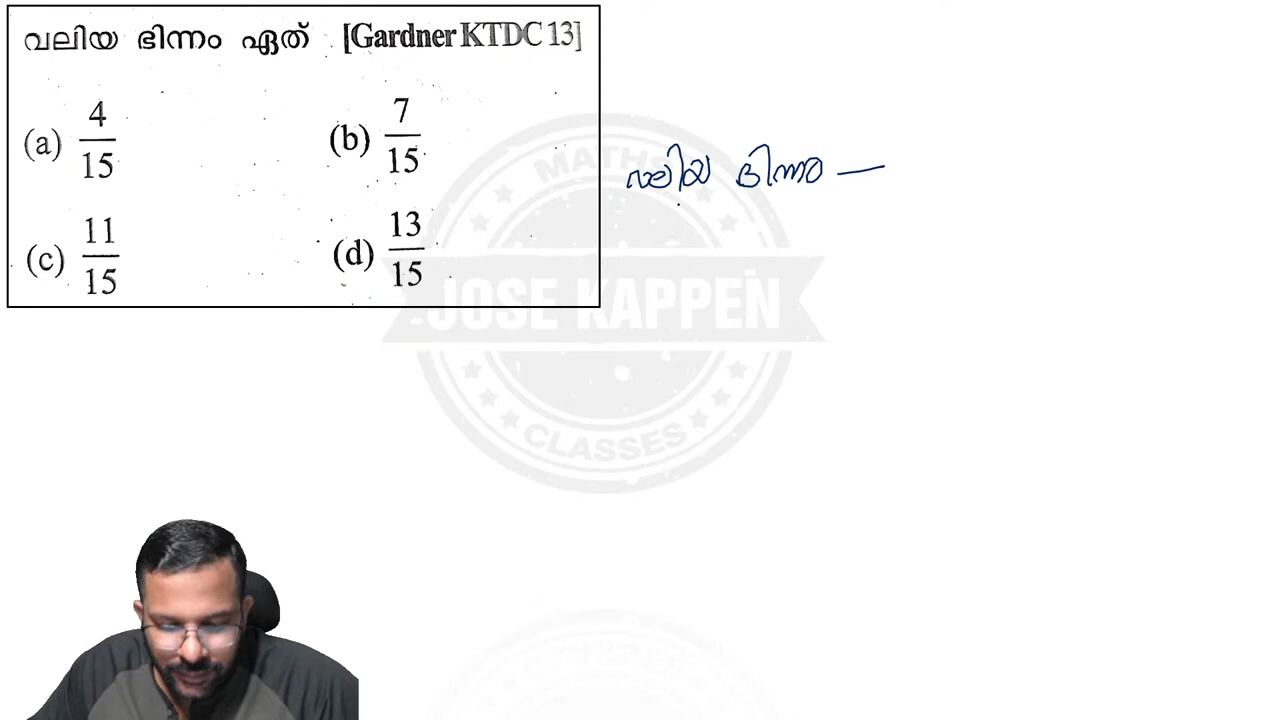 വലിയ ഭിന്നം ഏത് [Gardner KTDC 13]
(a) 4/15 (b) 7/15
(c) 11/15 (d) 13/15
വലിയ ഭിന്നം —
MATHS
JOSE KAPPEN
CLASSES